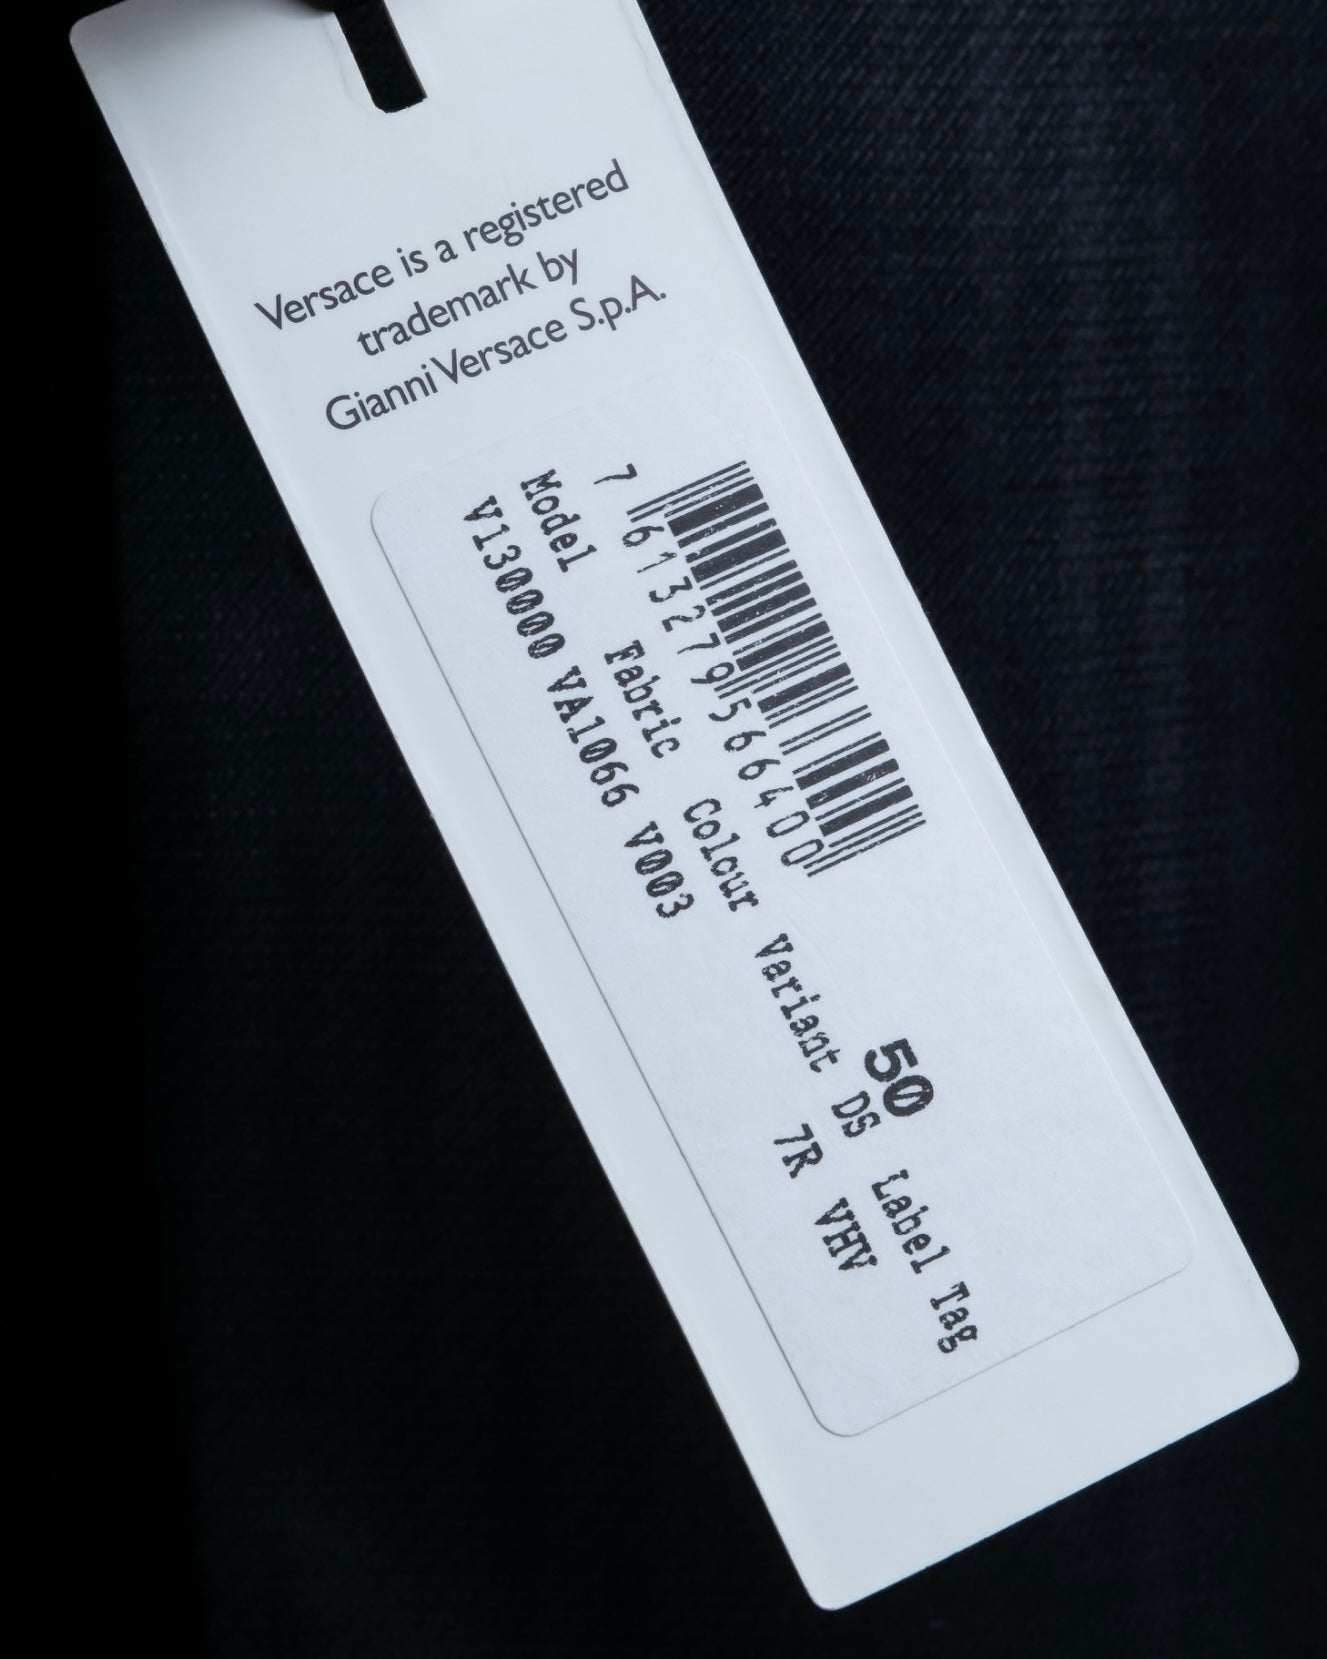 Versace is a registered
trademark by
Gianni Versace S.p.A.
7 613279 566400
50
Model Fabric Colour Variant DS Label Tag
V130000 VA1066 V003 7R VHV